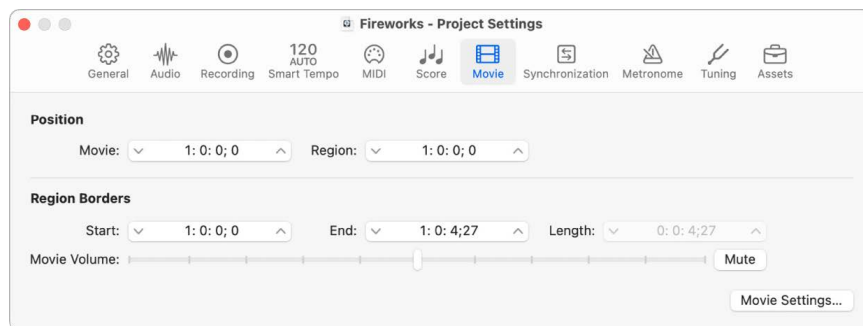 Fireworks - Project Settings
120
AUTO
General Audio Recording Smart Tempo MIDI Score Movie Synchronization Metronome Tuning Assets
Position
Movie: 1: 0: 0; 0 Region: 1: 0: 0; 0
Region Borders
Start: 1: 0: 0; 0 End: 1: 0: 4;27 Length: 0: 0: 4;27
Movie Volume: Mute
Movie Settings...